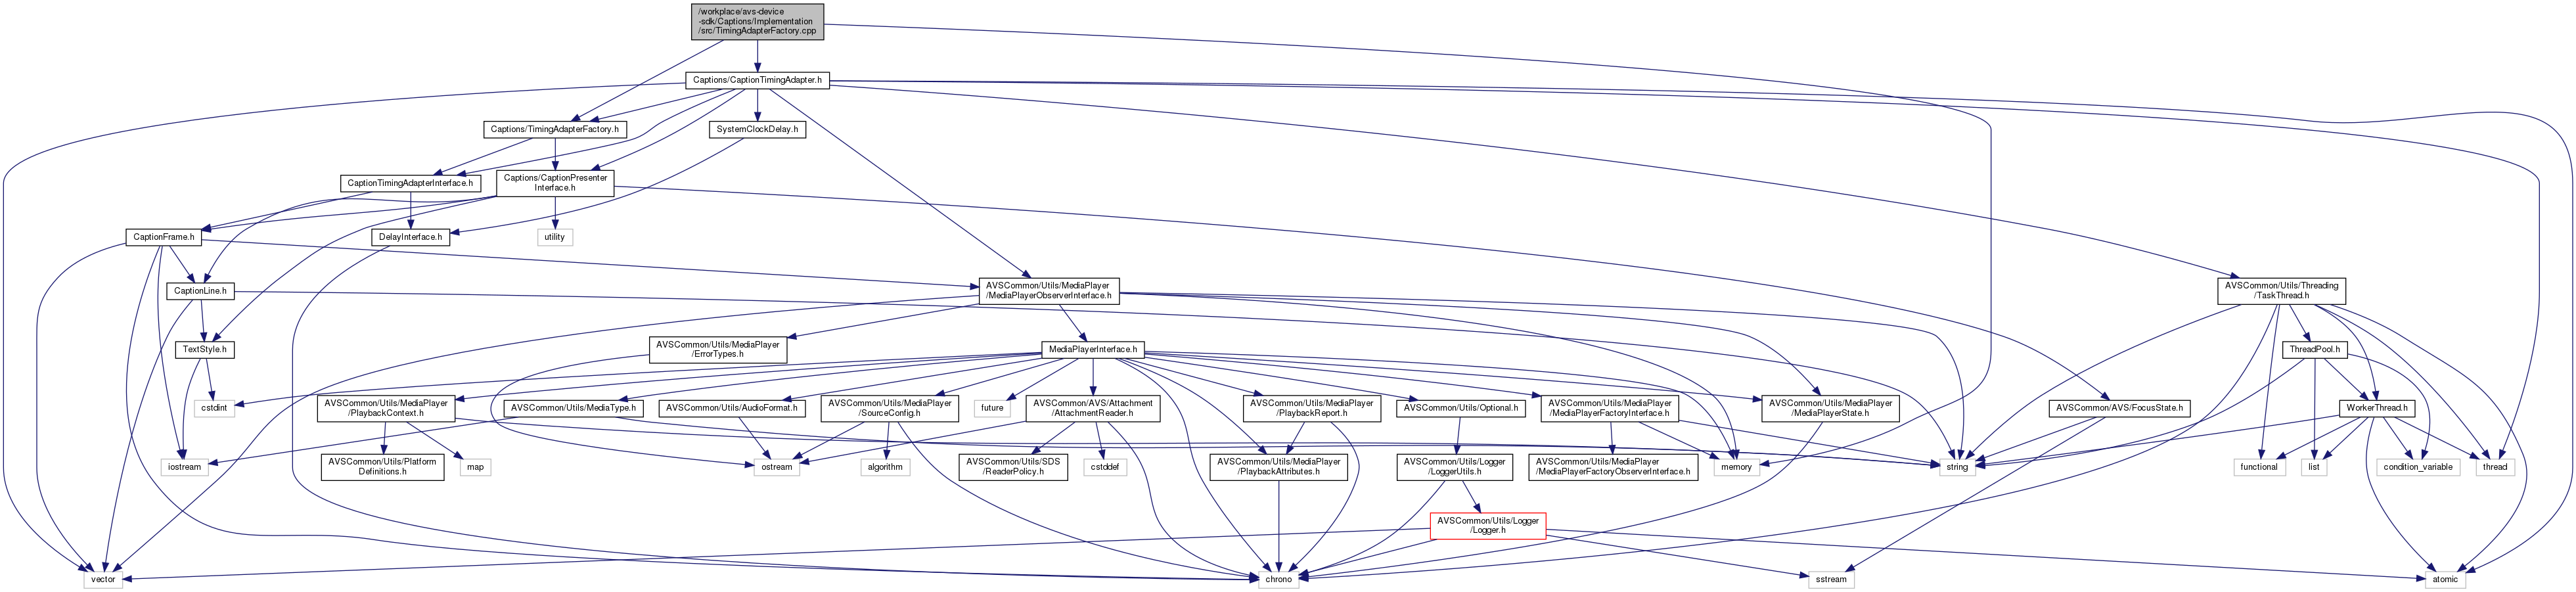 /workplace/avs-device
-sdk/Captions/Implementation
/src/TimingAdapterFactory.cpp
Captions/CaptionTimingAdapter.h
Captions/TimingAdapterFactory.h
SystemClockDelay.h
CaptionTimingAdapterInterface.h
Captions/CaptionPresenter
Interface.h
CaptionFrame.h
DelayInterface.h
utility
CaptionLine.h
AVSCommon/Utils/MediaPlayer
/MediaPlayerObserverInterface.h
AVSCommon/Utils/Threading
/TaskThread.h
TextStyle.h
AVSCommon/Utils/MediaPlayer
/ErrorTypes.h
MediaPlayerInterface.h
ThreadPool.h
cstdint
AVSCommon/Utils/MediaPlayer
/PlaybackContext.h
AVSCommon/Utils/MediaType.h
AVSCommon/Utils/AudioFormat.h
AVSCommon/Utils/MediaPlayer
/SourceConfig.h
future
AVSCommon/AVS/Attachment
/AttachmentReader.h
AVSCommon/Utils/MediaPlayer
/PlaybackReport.h
AVSCommon/Utils/Optional.h
AVSCommon/Utils/MediaPlayer
/MediaPlayerFactoryInterface.h
AVSCommon/Utils/MediaPlayer
/MediaPlayerState.h
AVSCommon/AVS/FocusState.h
WorkerThread.h
iostream
AVSCommon/Utils/Platform
Definitions.h
map
ostream
algorithm
AVSCommon/Utils/SDS
/ReaderPolicy.h
cstddef
AVSCommon/Utils/MediaPlayer
/PlaybackAttributes.h
AVSCommon/Utils/Logger
/LoggerUtils.h
AVSCommon/Utils/MediaPlayer
/MediaPlayerFactoryObserverInterface.h
memory
string
functional
list
condition_variable
thread
AVSCommon/Utils/Logger
/Logger.h
vector
chrono
sstream
atomic